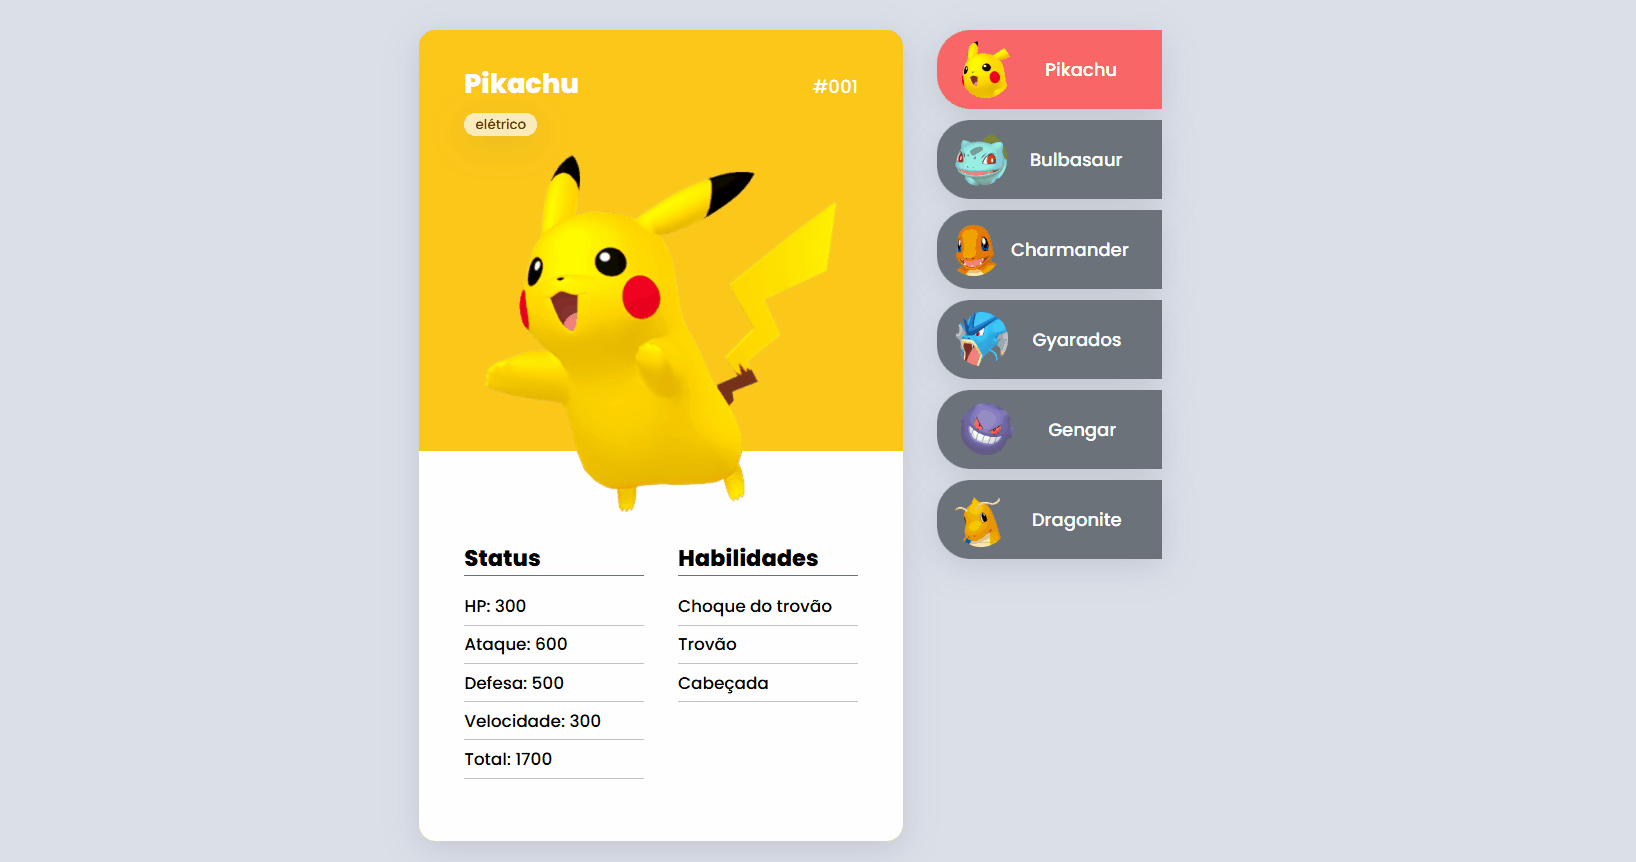 Pikachu
#001
elétrico
Status
HP: 300
Ataque: 600
Defesa: 500
Velocidade: 300
Total: 1700
Habilidades
Choque do trovão
Trovão
Cabeçada
Pikachu
Bulbasaur
Charmander
Gyarados
Gengar
Dragonite